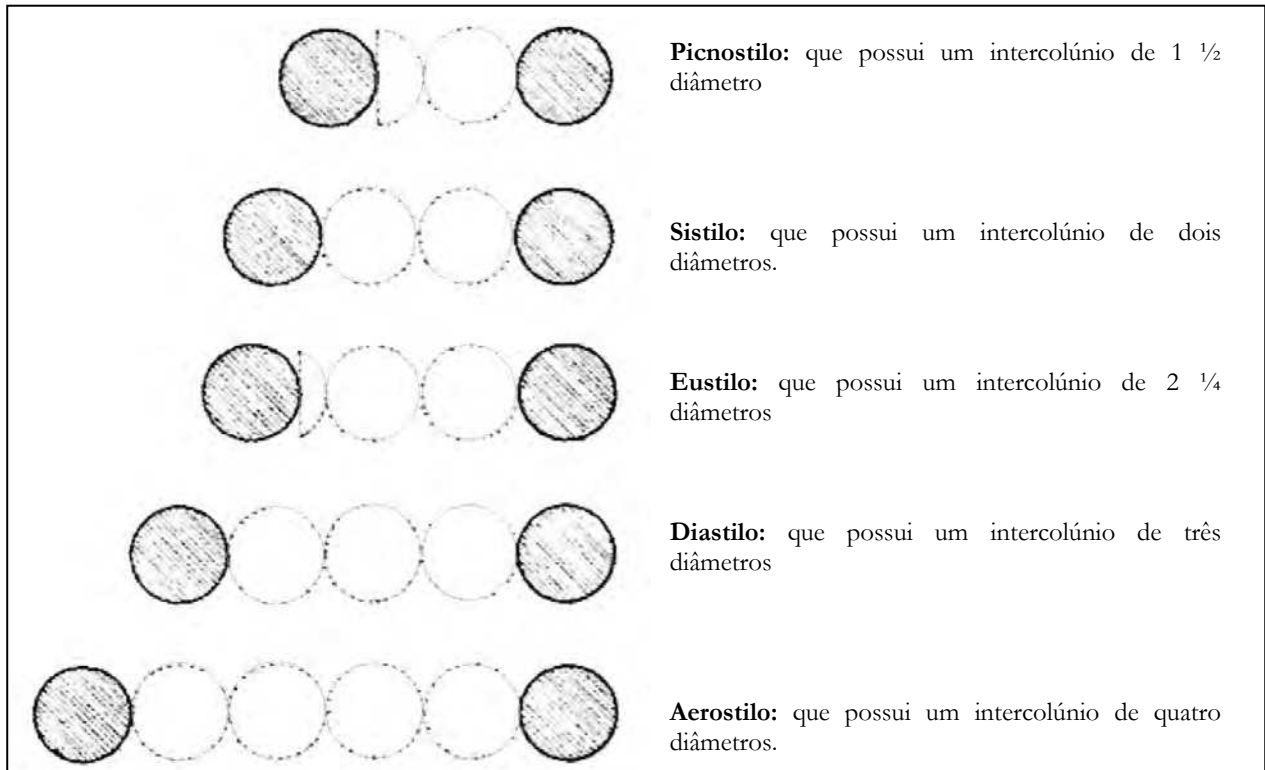 Picnostilo: que possui um intercolúnio de 1 ½
diâmetro
Sistilo: que possui um intercolúnio de dois
diâmetros.
Eustilo: que possui um intercolúnio de 2 ¼
diâmetros
Diastilo: que possui um intercolúnio de três
diâmetros
Aerostilo: que possui um intercolúnio de quatro
diâmetros.